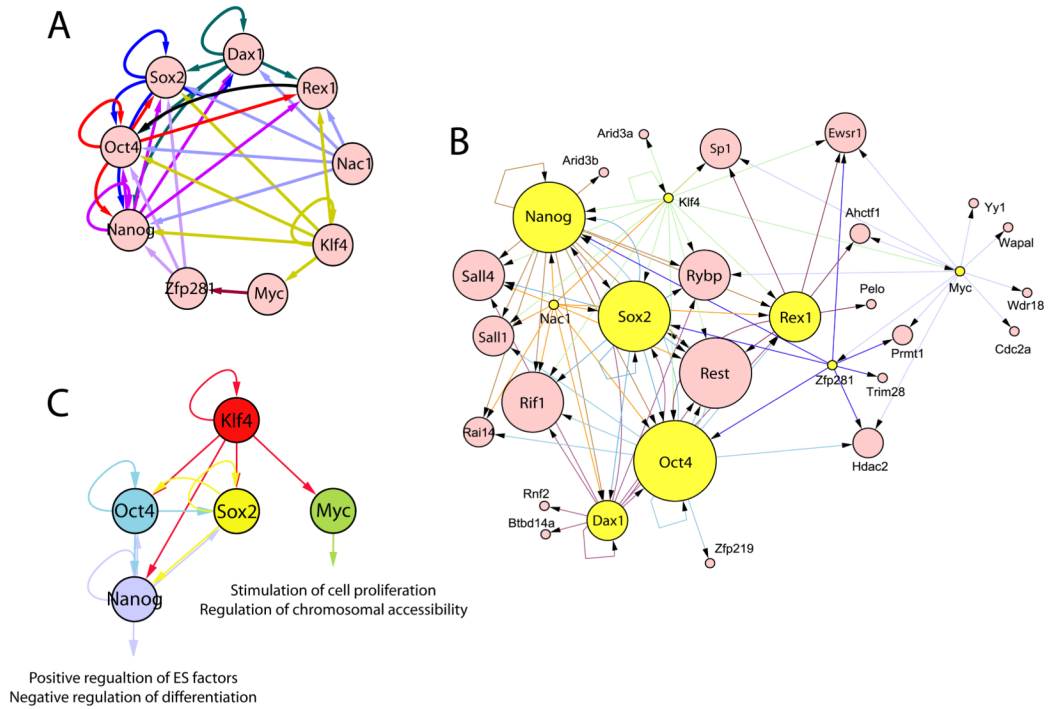 A
Dax1
Sox2
Rex1
Oct4
Nac1
Nanog
Klf4
Zfp281
Myc
B
Arid3a
Sp1
Ewsr1
Arid3b
Klf4
Nanog
Ahctf1
Yy1
Wapal
Sall4
Rybp
Myc
Pelo
Wdr18
Nac1
Sox2
Rex1
Sall1
Prmt1
Cdc2a
Zfp281
Rest
Trim28
Rif1
Rai14
Oct4
Hdac2
Rnf2
Btbd14a
Dax1
Zfp219
C
Klf4
Oct4
Sox2
Myc
Nanog
Stimulation of cell proliferation
Regulation of chromosomal accessibility
Positive regualtion of ES factors
Negative regulation of differentiation